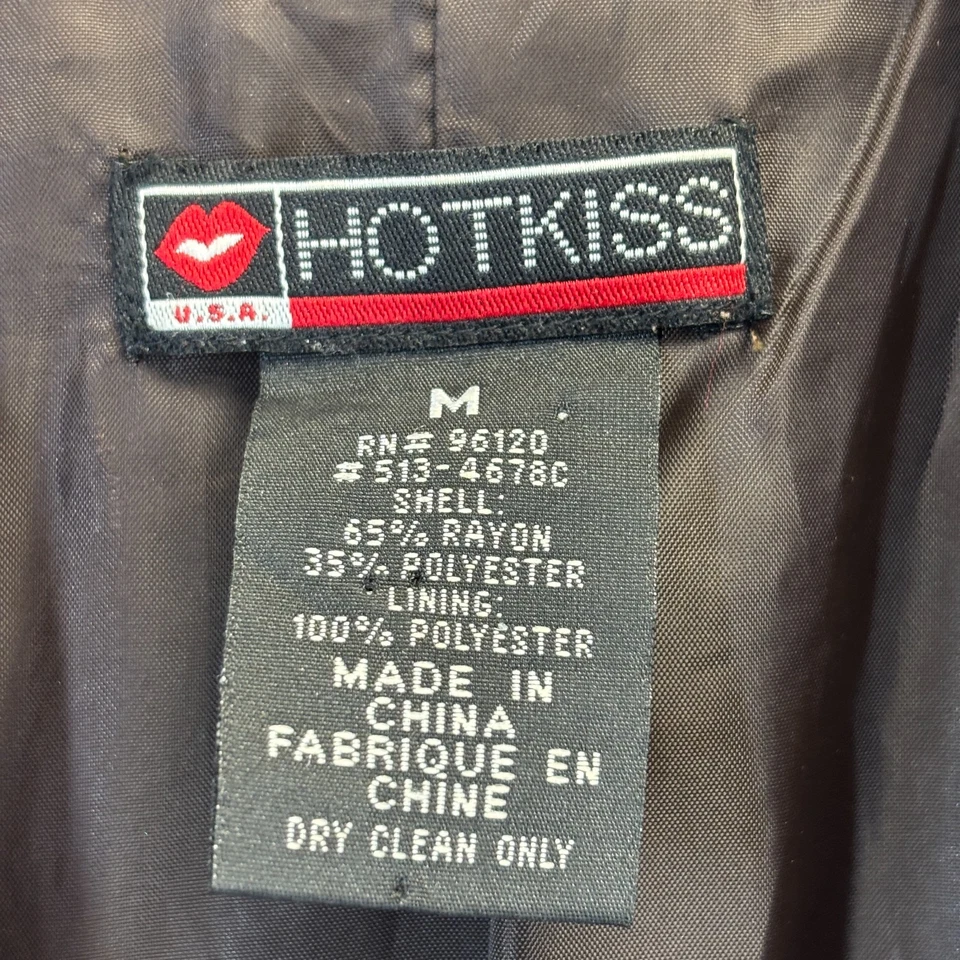 HOTKISS
U.S.A.
M
RN# 96120
#513-4678C
SHELL:
65% RAYON
35% POLYESTER
LINING:
100% POLYESTER
MADE IN
CHINA
FABRIQUE EN
CHINE
DRY CLEAN ONLY